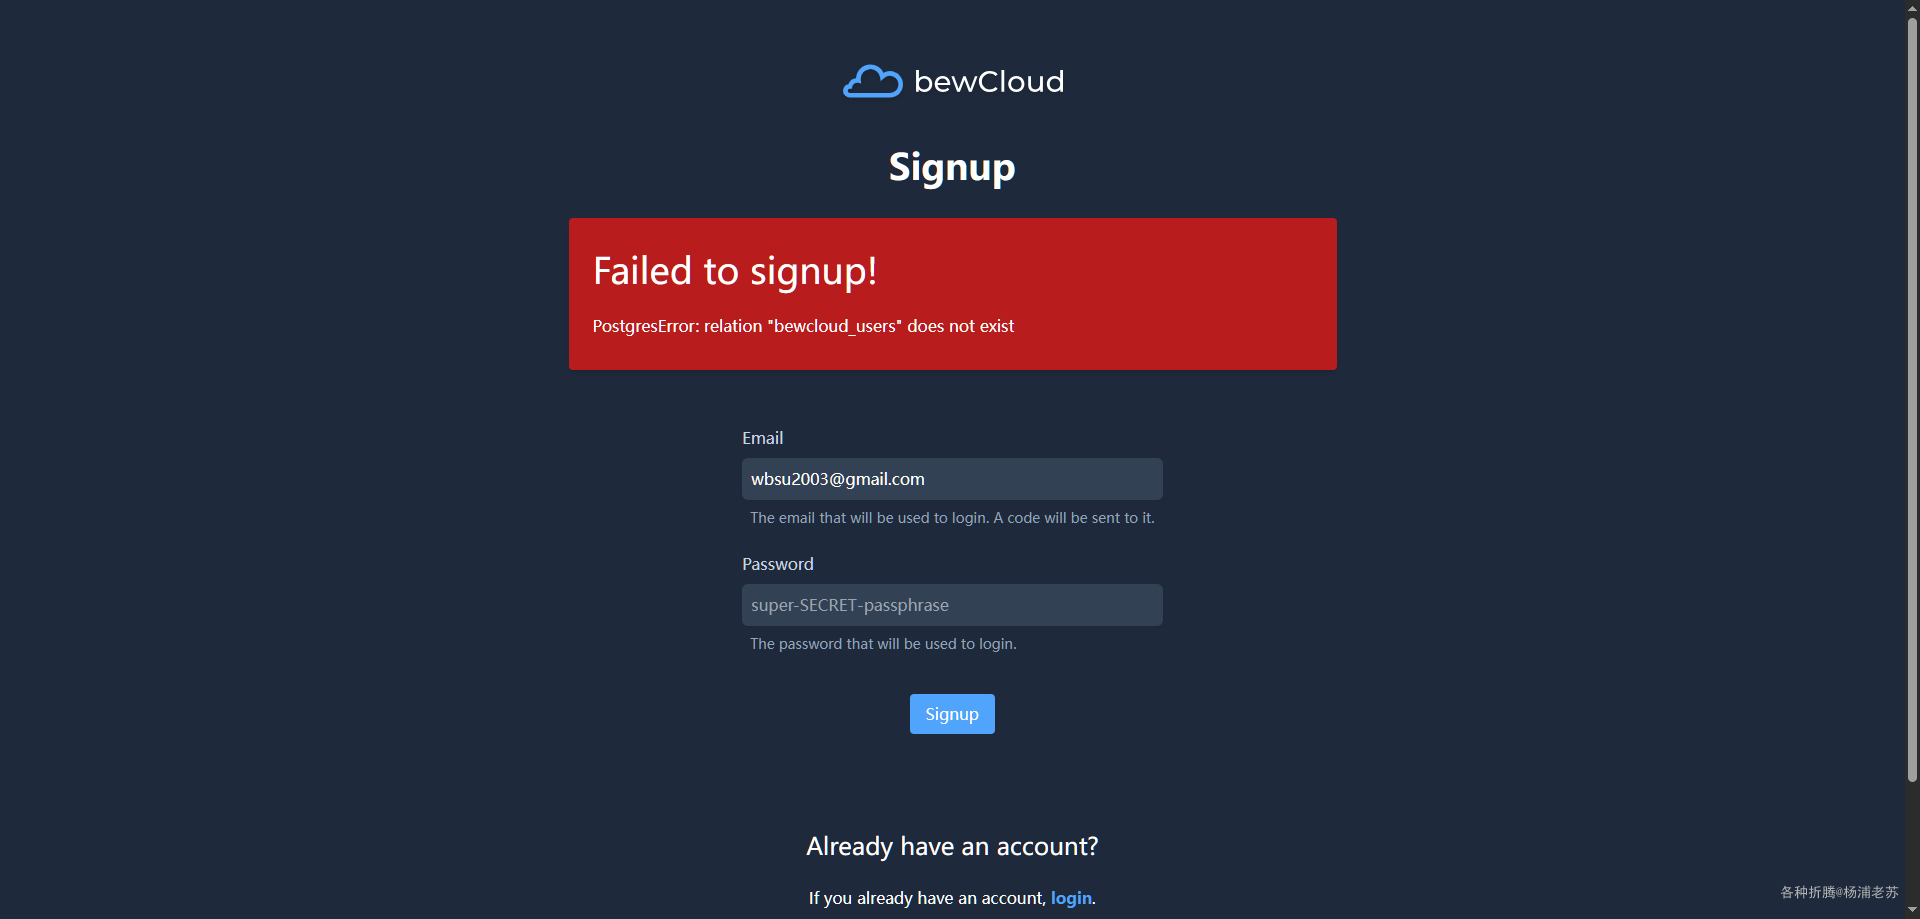 bewCloud
Signup
Failed to signup!
PostgresError: relation "bewcloud_users" does not exist
Email
wbsu2003@gmail.com
The email that will be used to login. A code will be sent to it.
Password
super-SECRET-passphrase
The password that will be used to login.
Signup
Already have an account?
If you already have an account, login.
各种折腾@杨浦老苏